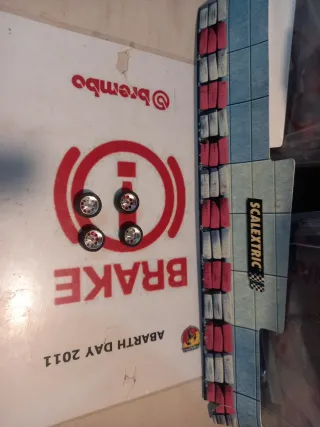 brembo
BRAKE
ABARTH DAY 2011
SCALEXTRIC